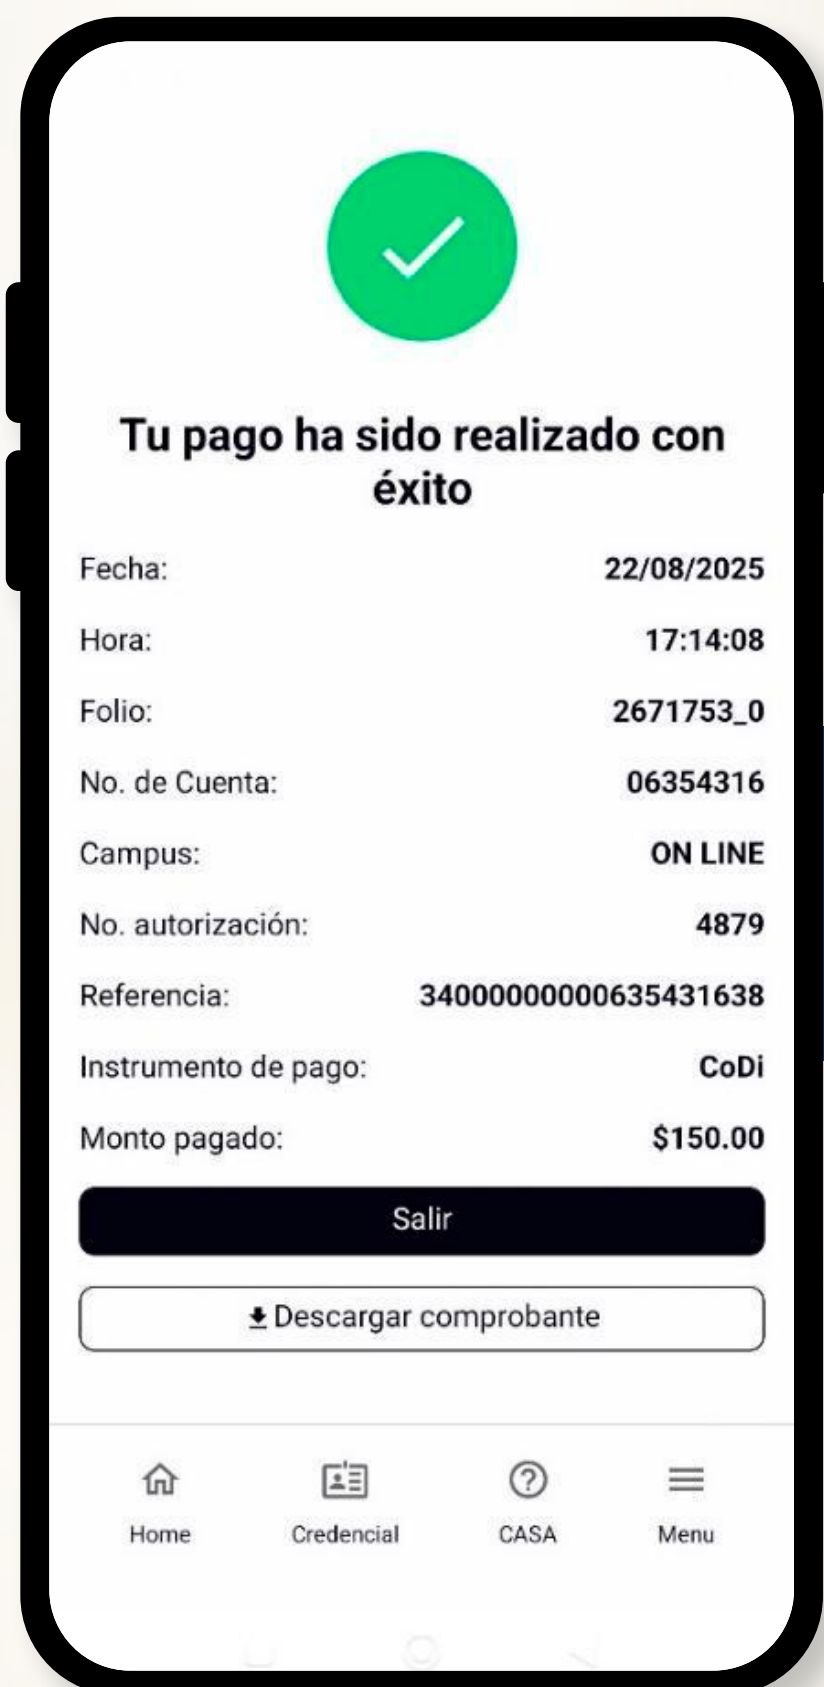 Tu pago ha sido realizado con
éxito
Fecha: 22/08/2025
Hora: 17:14:08
Folio: 2671753_0
No. de Cuenta: 06354316
Campus: ON LINE
No. autorización: 4879
Referencia: 34000000000635431638
Instrumento de pago: CoDi
Monto pagado: $150.00
Salir
Descargar comprobante
Home Credencial CASA Menu